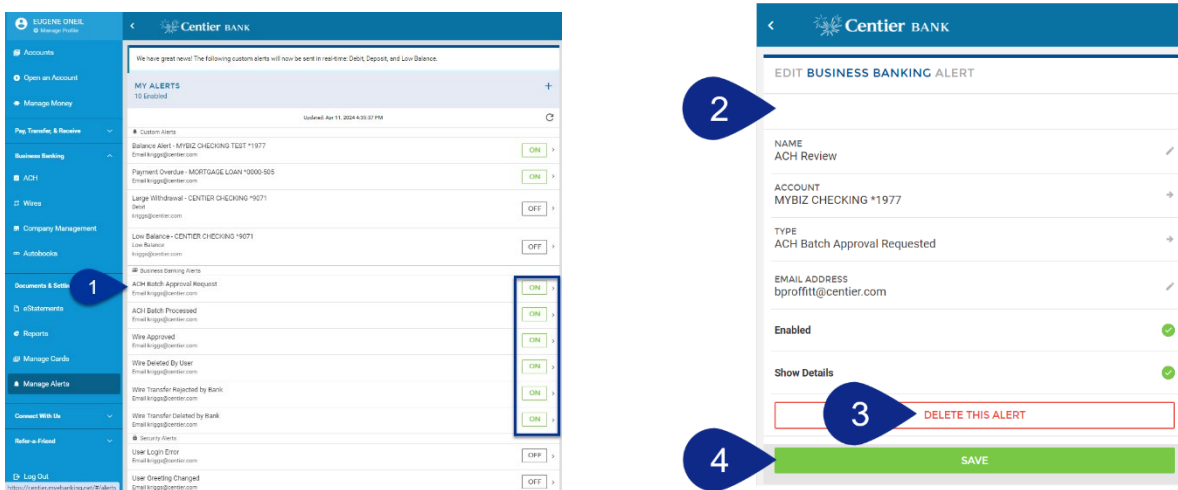 EUGENE ONEIL
Manage Profile
Accounts
Open an Account
Manage Money
Pay, Transfer, & Receive
Business Banking
ACH
Wires
Company Management
Autobooks
Documents & Setti
1
eStatements
Reports
Manage Cards
Manage Alerts
Connect With Us
Refer-a-Friend
Log Out
https://centier.mvebanking.net/#/alerts
Centier BANK
We have great news! The following custom alerts will now be sent in real-time: Debit, Deposit, and Low Balance.
MY ALERTS
10 Enabled
Updated: Apr 11, 2024 4:35:37 PM
Custom Alerts
Balance Alert - MYBIZ CHECKING TEST *1977
Email kriggs@centier.com
ON
Payment Overdue - MORTGAGE LOAN *0000-505
Email kriggs@centier.com
ON
Large Withdrawal - CENTIER CHECKING *9071
Debit
kriggs@centier.com
OFF
Low Balance - CENTIER CHECKING *9071
Low Balance
kriggs@centier.com
OFF
Business Banking Alerts
ACH Batch Approval Request
Email kriggs@centier.com
ON
ACH Batch Processed
Email kriggs@centier.com
ON
Wire Approved
Email kriggs@centier.com
ON
Wire Deleted By User
Email kriggs@centier.com
ON
Wire Transfer Rejected by Bank
Email kriggs@centier.com
ON
Wire Transfer Deleted by Bank
Email kriggs@centier.com
ON
Security Alerts
User Login Error
Email kriggs@centier.com
OFF
User Greeting Changed
Email kriggs@centier.com
OFF
Centier BANK
EDIT BUSINESS BANKING ALERT
2
NAME
ACH Review
ACCOUNT
MYBIZ CHECKING *1977
TYPE
ACH Batch Approval Requested
EMAIL ADDRESS
bproffitt@centier.com
Enabled
Show Details
3
DELETE THIS ALERT
4
SAVE